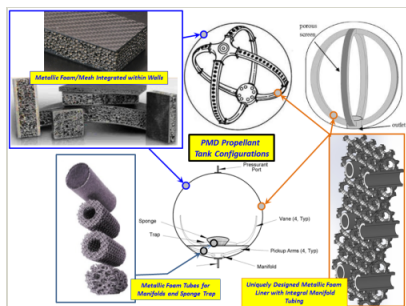 porous
screen
outlet
Metallic Foam/Mesh Integrated within Walls
PMD Propellant
Tank Configurations
Pressurant
Port
Sponge
Trap
Vane (4, Typ)
Pickup Arms (4, Typ)
Manifold
Metallic Foam Tubes for
Manifolds and Sponge Trap
Uniquely Designed Metallic Foam
Liner with Integral Manifold
Tubing